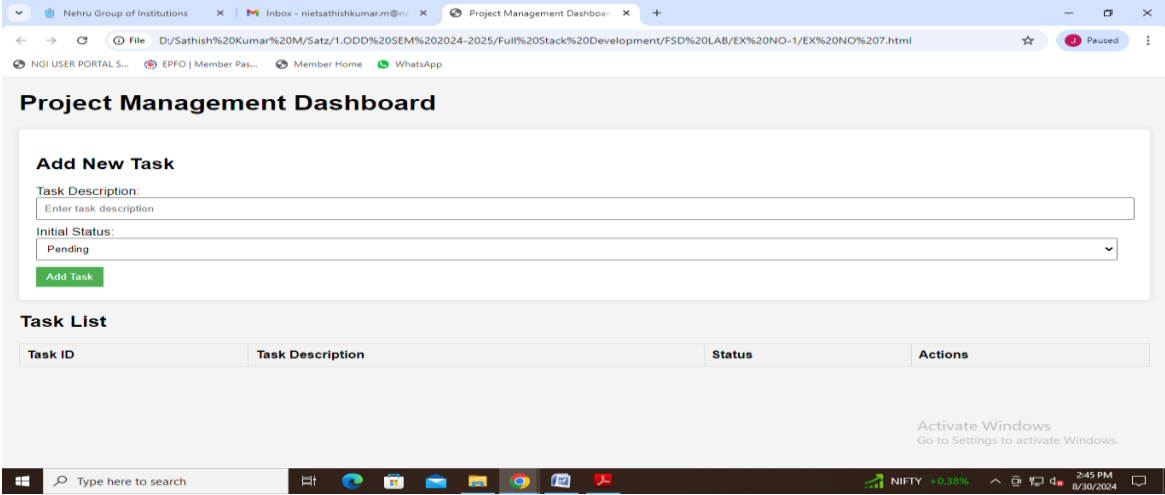 Nehru Group of Institutions
Inbox - nietsathishkumar.m@n
Project Management Dashboar
File D:/Sathish%20Kumar%20M/Satz/1.ODD%20SEM%202024-2025/Full%20Stack%20Development/FSD%20LAB/EX%20NO-1/EX%20NO%207.html
J Paused
NGI USER PORTAL S... EPFO | Member Pas... Member Home WhatsApp
Project Management Dashboard
Add New Task
Task Description:
Enter task description
Initial Status:
Pending
Add Task
Task List
Task ID Task Description Status Actions
Activate Windows
Go to Settings to activate Windows.
Type here to search
NIFTY +0.38%
2:45 PM
8/30/2024